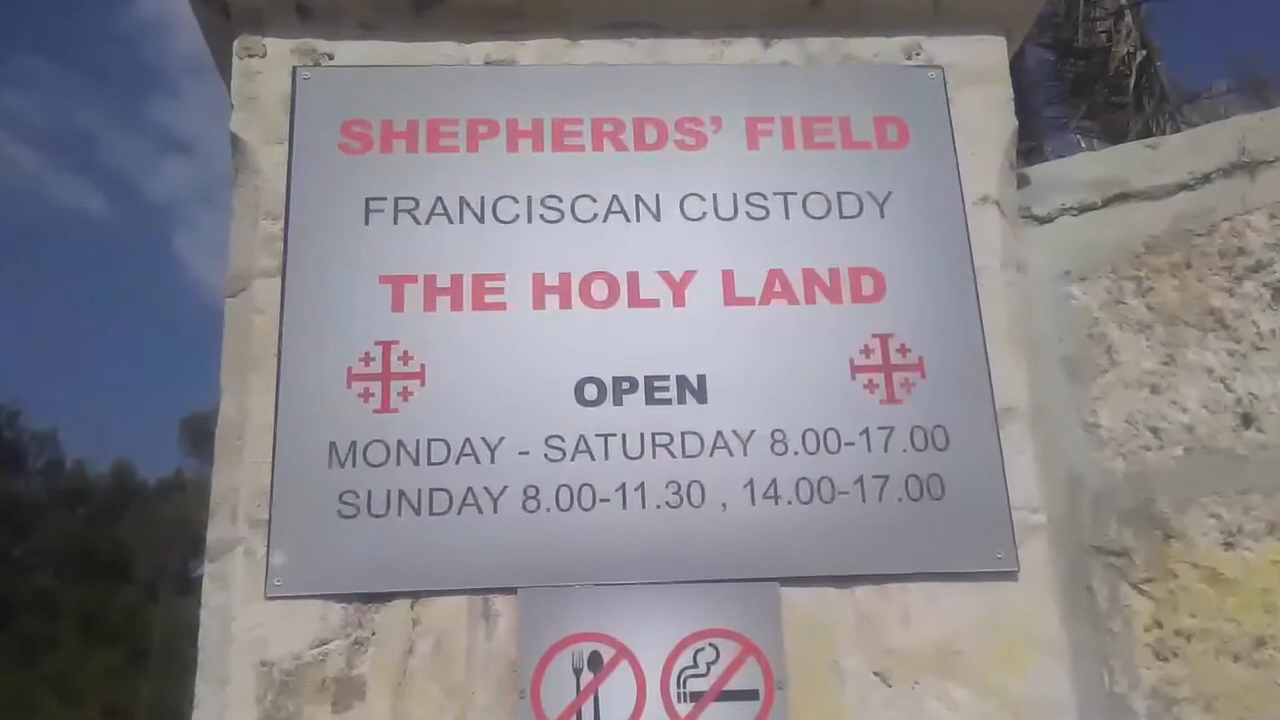 SHEPHERDS’ FIELD
FRANCISCAN CUSTODY
THE HOLY LAND
OPEN
MONDAY - SATURDAY 8.00-17.00
SUNDAY 8.00-11.30 , 14.00-17.00